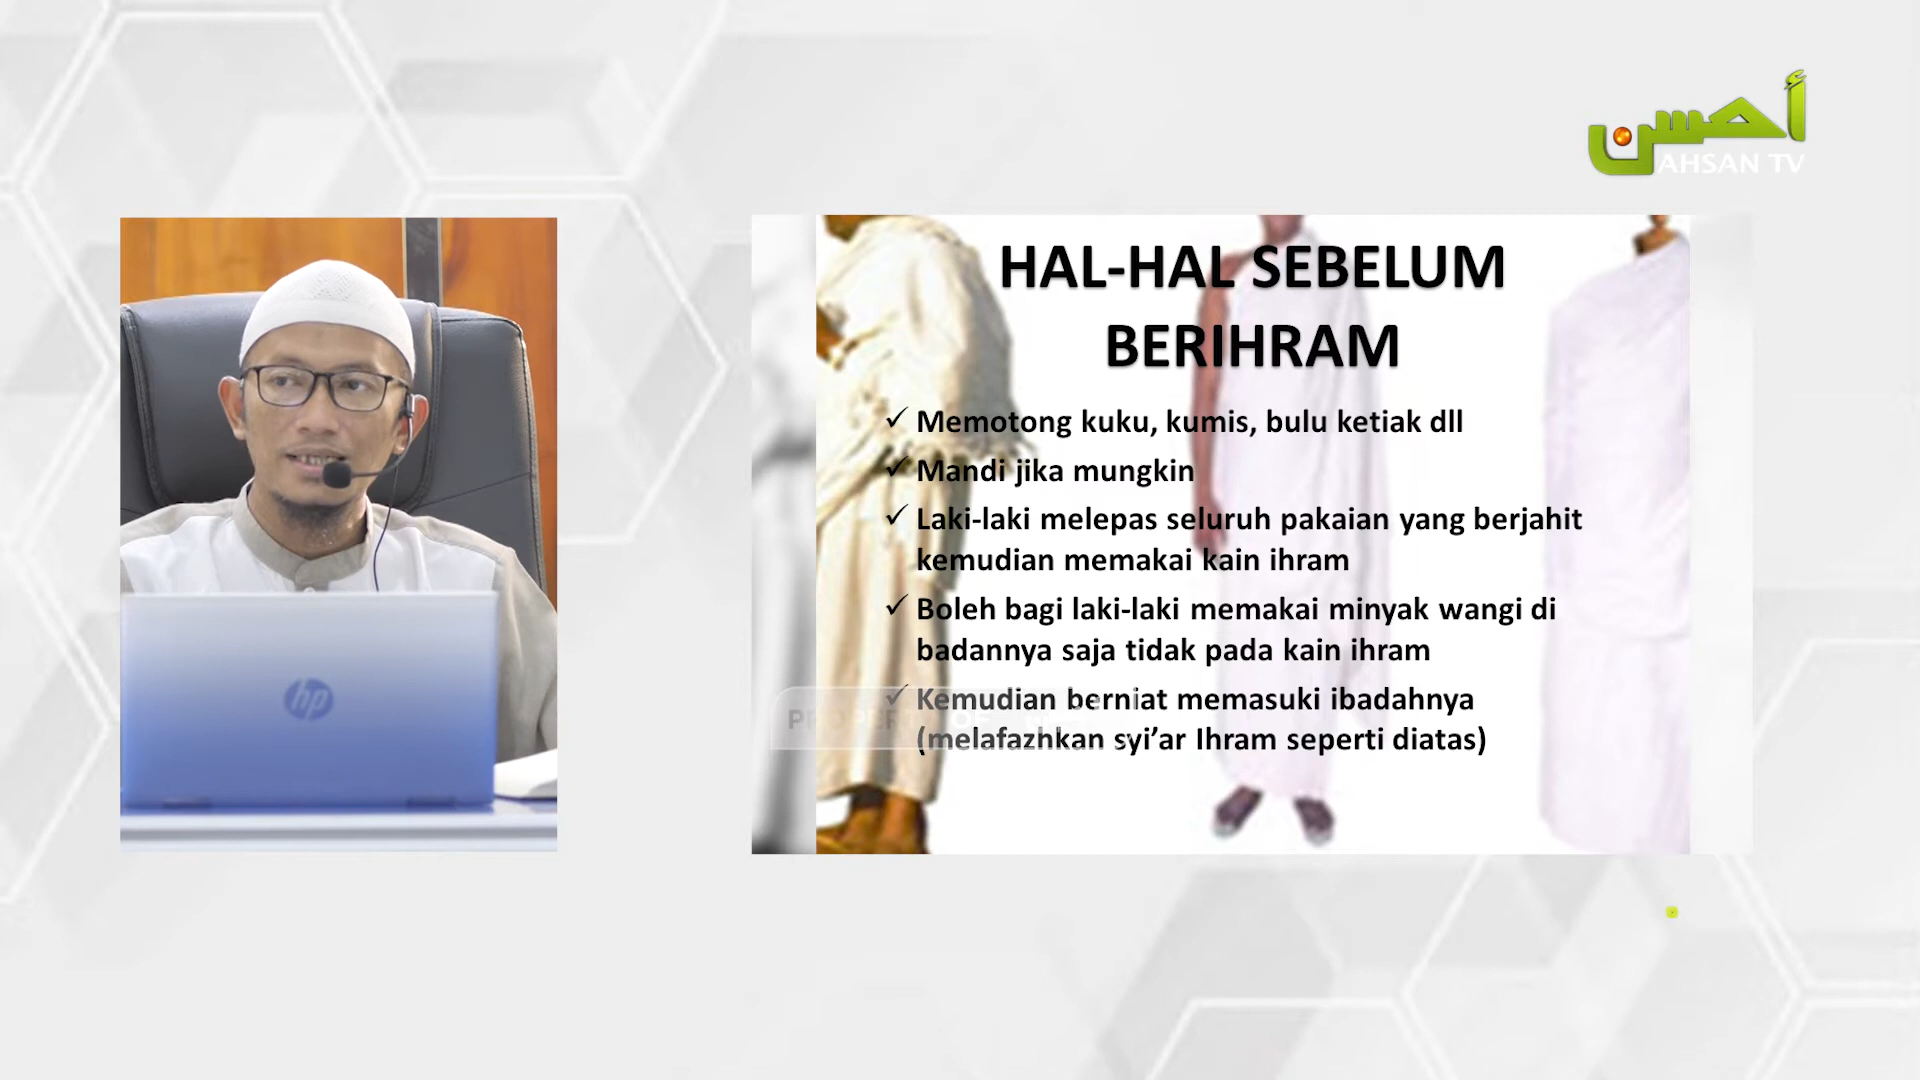 أحسن
AHSAN TV
HAL-HAL SEBELUM
BERIHRAM
✓ Memotong kuku, kumis, bulu ketiak dll
✓ Mandi jika mungkin
✓ Laki-laki melepas seluruh pakaian yang berjahit
kemudian memakai kain ihram
✓ Boleh bagi laki-laki memakai minyak wangi di
badannya saja tidak pada kain ihram
✓ Kemudian berniat memasuki ibadahnya
(melafazhkan syi’ar Ihram seperti diatas)
PROPERTY OF
hp